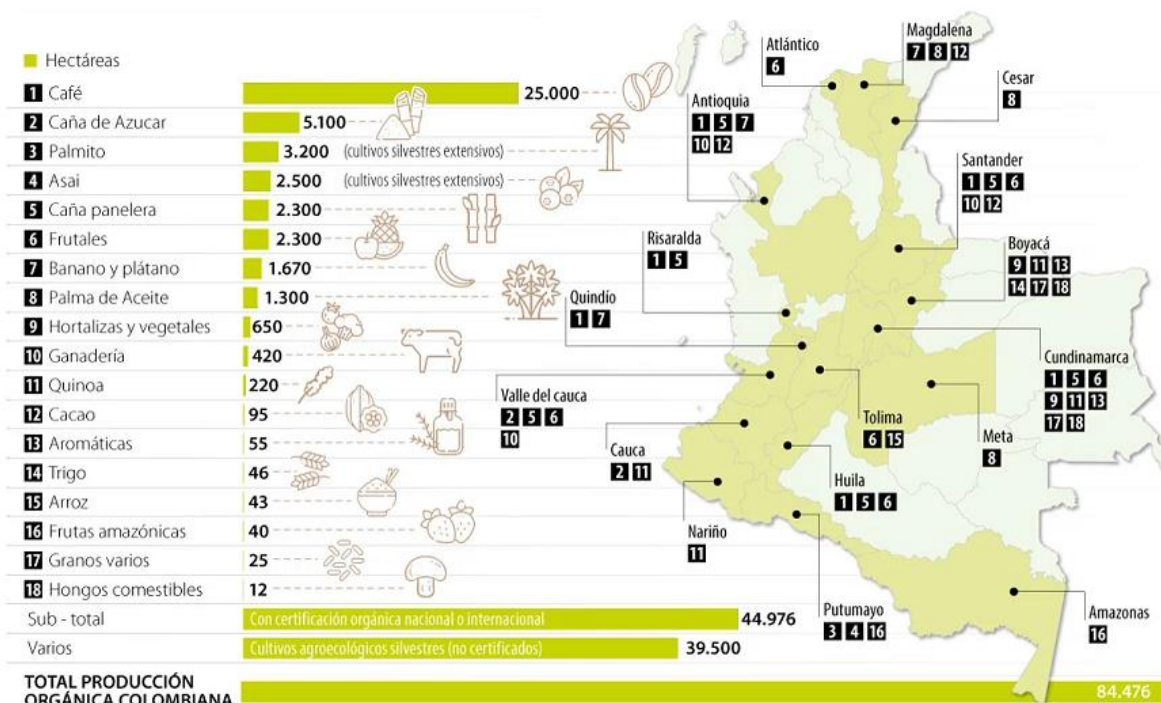 Hectáreas
1 Café 25.000
2 Caña de Azucar 5.100
3 Palmito 3.200 (cultivos silvestres extensivos)
4 Asai 2.500 (cultivos silvestres extensivos)
5 Caña panelera 2.300
6 Frutales 2.300
7 Banano y plátano 1.670
8 Palma de Aceite 1.300
9 Hortalizas y vegetales 650
10 Ganadería 420
11 Quinoa 220
12 Cacao 95
13 Aromáticas 55
14 Trigo 46
15 Arroz 43
16 Frutas amazónicas 40
17 Granos varios 25
18 Hongos comestibles 12
Sub - total Con certificación orgánica nacional o internacional 44.976
Varios Cultivos agroecológicos silvestres (no certificados) 39.500
TOTAL PRODUCCIÓN
ORGÁNICA COLOMBIANA 84.476
Atlántico
6
Magdalena
7 8 12
Cesar
8
Antioquia
1 5 7
10 12
Santander
1 5 6
10 12
Risaralda
1 5
Boyacá
9 11 13
14 17 18
Quindío
1 7
Cundinamarca
1 5 6
9 11 13
17 18
Valle del cauca
2 5 6
10
Tolima
6 15
Meta
8
Cauca
2 11
Huila
1 5 6
Nariño
11
Putumayo
3 4 16
Amazonas
16